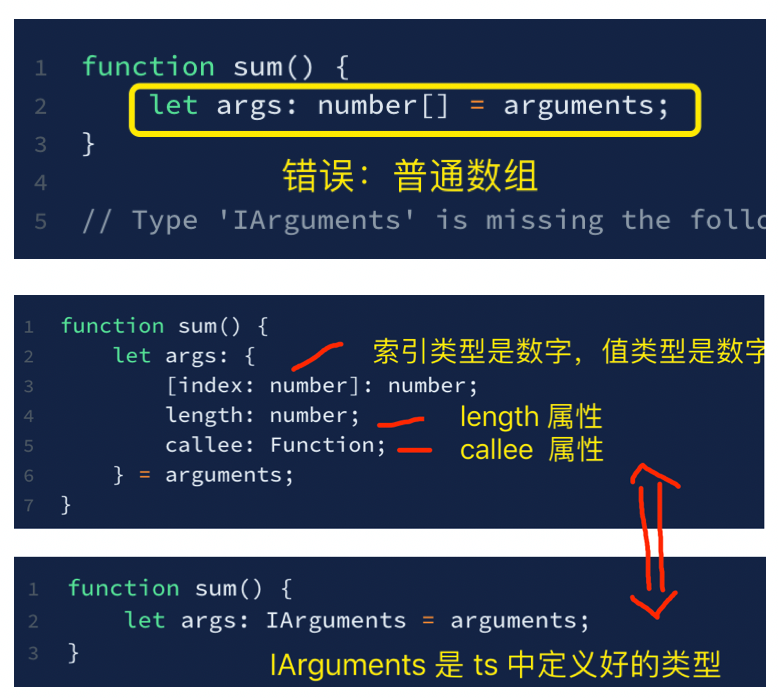 1 function sum() {
2 let args: number[] = arguments;
3 }
错误：普通数组
4
5 // Type 'IArguments' is missing the follo
1 function sum() {
2 let args: { 索引类型是数字，值类型是数字
3 [index: number]: number;
4 length: number; length 属性
5 callee: Function; callee 属性
6 } = arguments;
7 }
1 function sum() {
2 let args: IArguments = arguments;
3 }
IArguments 是 ts 中定义好的类型